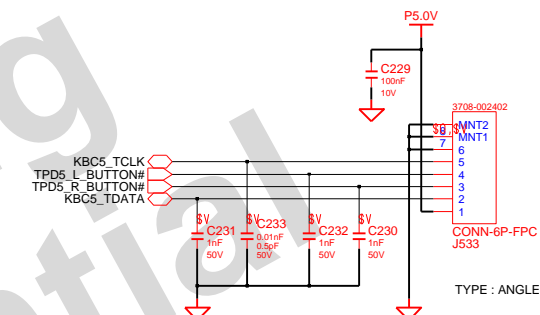 P5.0V
C229
100nF
10V
3708-002402
MNT2
MNT1
7
6
5
4
3
2
1
KBC5_TCLK
TPD5_L_BUTTON#
TPD5_R_BUTTON#
KBC5_TDATA
$V
C231
1nF
50V
$V
C233
0.01nF
0.5pF
50V
$V
C232
1nF
50V
$V
C230
1nF
50V
CONN-6P-FPC
J533
TYPE : ANGLE